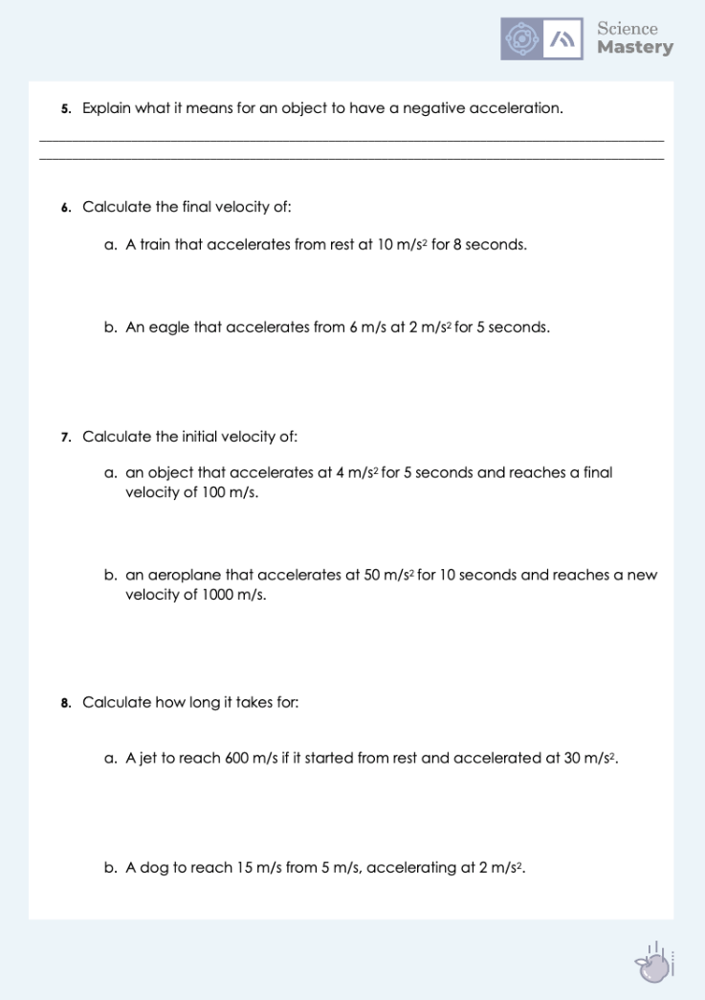 Science
Mastery
5. Explain what it means for an object to have a negative acceleration.
6. Calculate the final velocity of:
a. A train that accelerates from rest at 10 m/s² for 8 seconds.
b. An eagle that accelerates from 6 m/s at 2 m/s² for 5 seconds.
7. Calculate the initial velocity of:
a. an object that accelerates at 4 m/s² for 5 seconds and reaches a final
velocity of 100 m/s.
b. an aeroplane that accelerates at 50 m/s² for 10 seconds and reaches a new
velocity of 1000 m/s.
8. Calculate how long it takes for:
a. A jet to reach 600 m/s if it started from rest and accelerated at 30 m/s².
b. A dog to reach 15 m/s from 5 m/s, accelerating at 2 m/s².